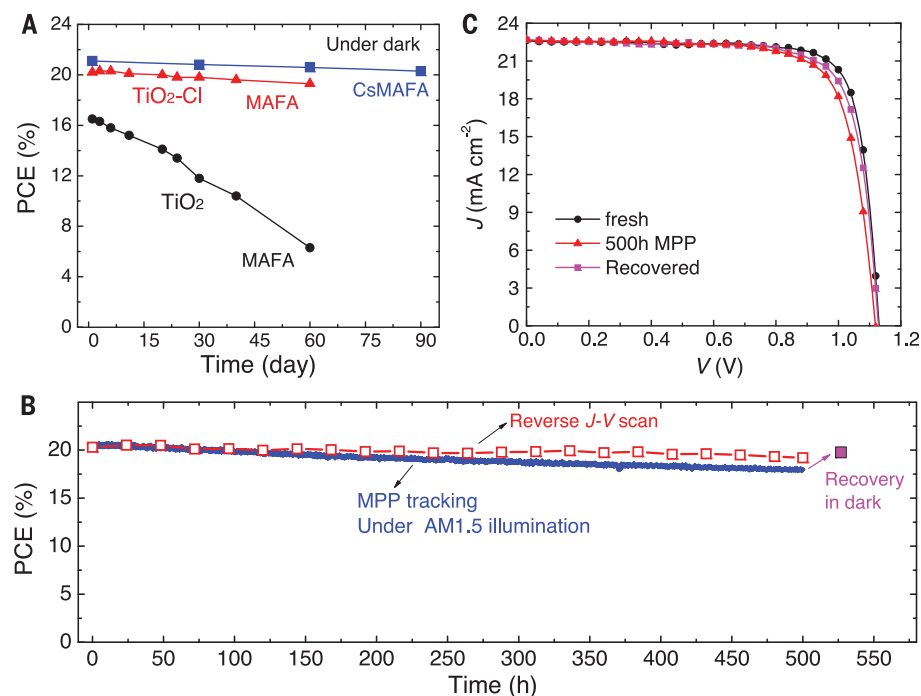 A
24
20
16
12
8
4
0
PCE (%)
Under dark
CsMAFA
TiO₂-Cl
MAFA
TiO₂
MAFA
0 15 30 45 60 75 90
Time (day)
C
27
24
21
18
15
12
9
6
3
0
J (mA cm⁻²)
fresh
500h MPP
Recovered
0.0 0.2 0.4 0.6 0.8 1.0 1.2
V (V)
B
20
15
10
5
0
PCE (%)
Reverse J-V scan
MPP tracking
Under AM1.5 illumination
Recovery
in dark
0 50 100 150 200 250 300 350 400 450 500 550
Time (h)